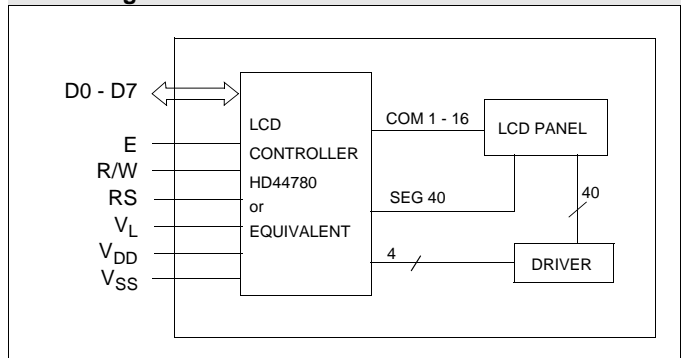 D0 - D7
E
R/W
RS
VL
VDD
VSS
LCD
CONTROLLER
HD44780
or
EQUIVALENT
COM 1 - 16
SEG 40
4
LCD PANEL
40
DRIVER